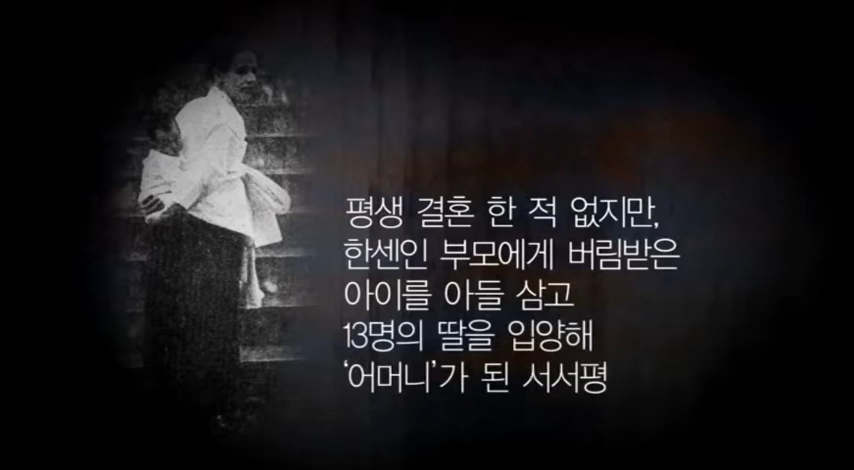 평생 결혼 한 적 없지만,
한센인 부모에게 버림받은
아이를 아들 삼고
13명의 딸을 입양해
‘어머니’가 된 서서평